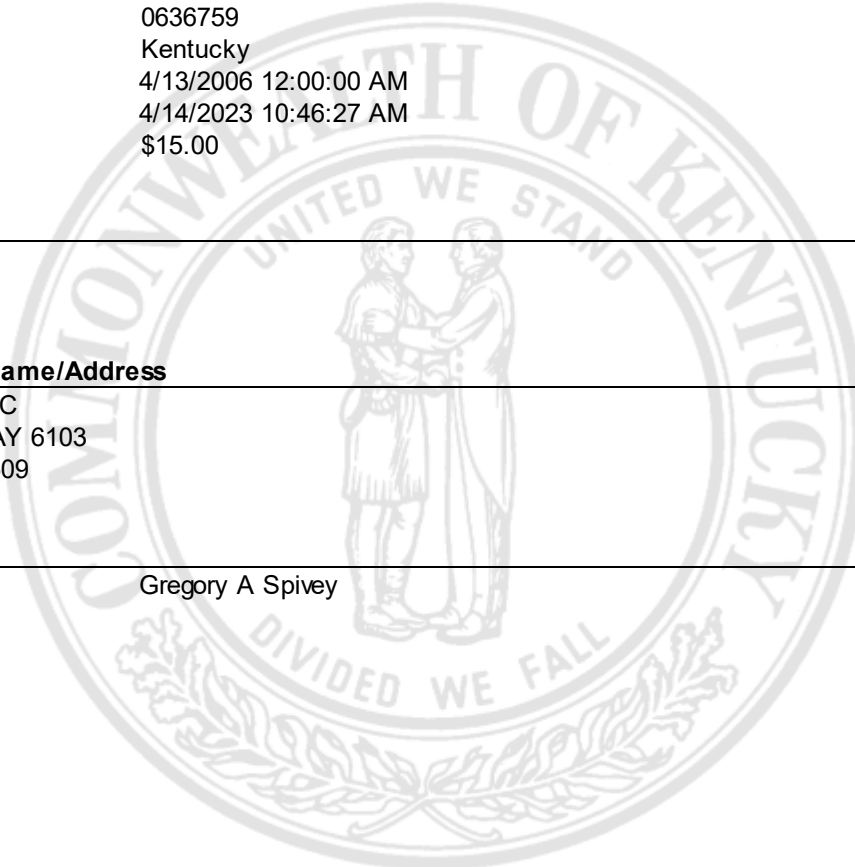 0636759
Kentucky
4/13/2006 12:00:00 AM
4/14/2023 10:46:27 AM
$15.00
COMMONWEALTH OF KENTUCKY
UNITED WE STAND
ame/Address
C
AY 6103
09
Gregory A Spivey
DIVIDED WE FALL